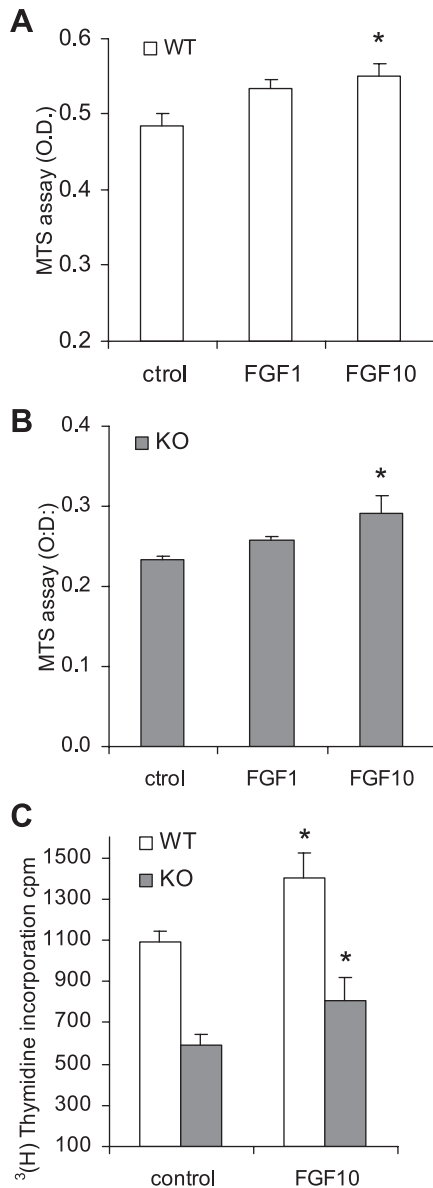 A
0.6
WT
*
0.5
0.4
0.3
0.2
MTS assay (O.D.)
ctrol FGF1 FGF10
B
0.4
KO
*
0.3
0.2
0.1
0.0
MTS assay (O:D:)
ctrol FGF1 FGF10
C
WT
KO
*
*
1500
1300
1100
900
700
500
300
100
³(H) Thymidine incorporation cpm
control FGF10